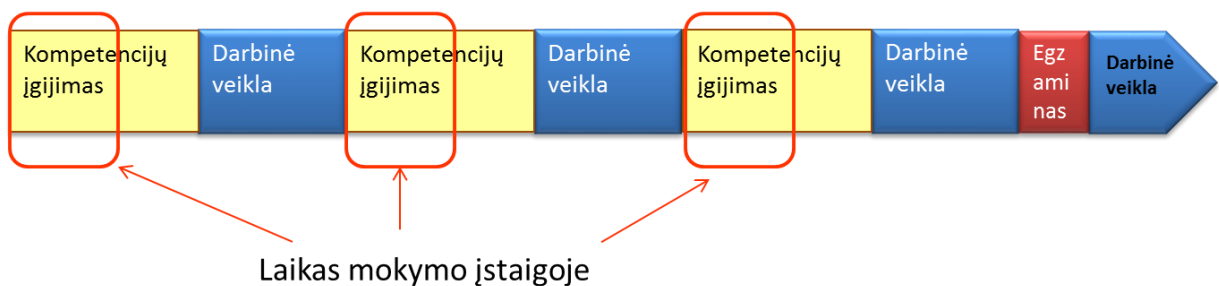 Kompetencijų
įgijimas
Darbinė
veikla
Kompetencijų
įgijimas
Darbinė
veikla
Kompetencijų
įgijimas
Darbinė
veikla
Egz
ami
nas
Darbinė
veikla
Laikas mokymo įstaigoje